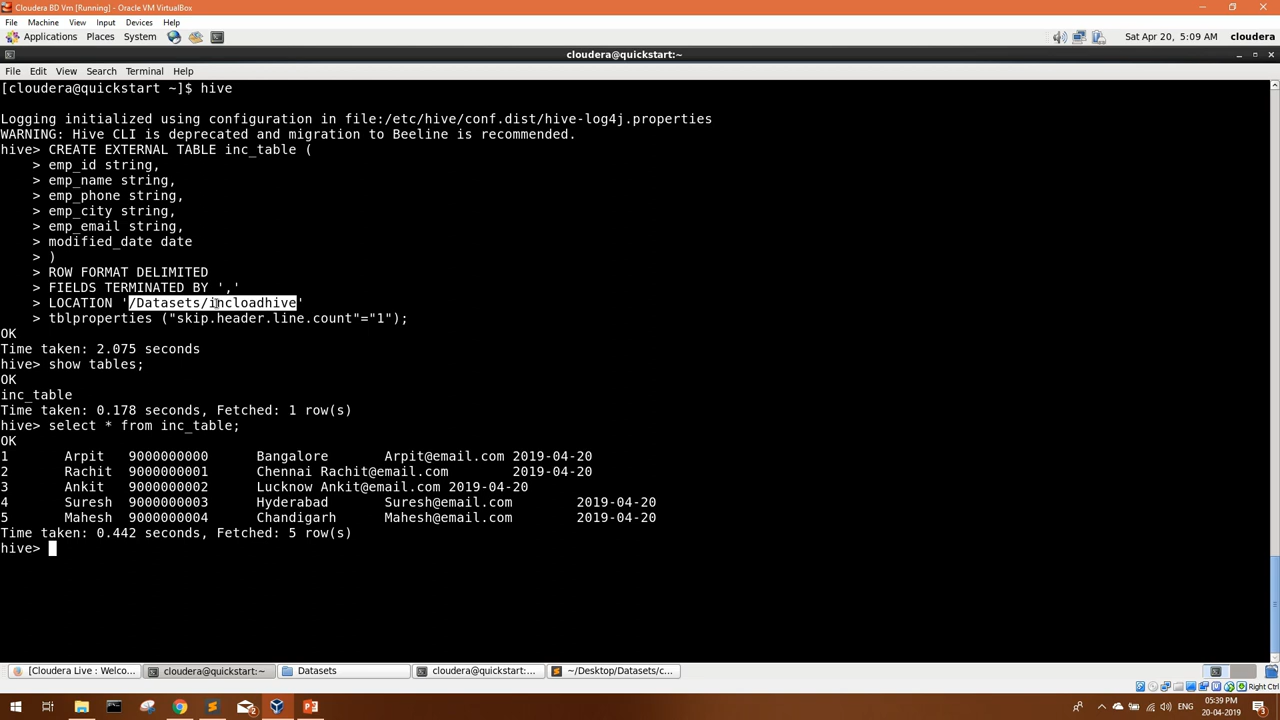 Cloudera BD Vm [Running] - Oracle VM VirtualBox
File Machine View Input Devices Help
Applications Places System Sat Apr 20, 5:09 AM cloudera
cloudera@quickstart:~
File Edit View Search Terminal Help
[cloudera@quickstart ~]$ hive
Logging initialized using configuration in file:/etc/hive/conf.dist/hive-log4j.properties
WARNING: Hive CLI is deprecated and migration to Beeline is recommended.
hive> CREATE EXTERNAL TABLE inc_table (
> emp_id string,
> emp_name string,
> emp_phone string,
> emp_city string,
> emp_email string,
> modified_date date
> )
> ROW FORMAT DELIMITED
> FIELDS TERMINATED BY ','
> LOCATION '/Datasets/incloadhive'
> tblproperties ("skip.header.line.count"="1");
OK
Time taken: 2.075 seconds
hive> show tables;
OK
inc_table
Time taken: 0.178 seconds, Fetched: 1 row(s)
hive> select * from inc_table;
OK
1 Arpit 9000000000 Bangalore Arpit@email.com 2019-04-20
2 Rachit 9000000001 Chennai Rachit@email.com 2019-04-20
3 Ankit 9000000002 Lucknow Ankit@email.com 2019-04-20
4 Suresh 9000000003 Hyderabad Suresh@email.com 2019-04-20
5 Mahesh 9000000004 Chandigarh Mahesh@email.com 2019-04-20
Time taken: 0.442 seconds, Fetched: 5 row(s)
hive>
[Cloudera Live : Welco... cloudera@quickstart:~ Datasets cloudera@quickstart:... ~/Desktop/Datasets/c...
Right Ctrl
ENG 05:39 PM
20-04-2019